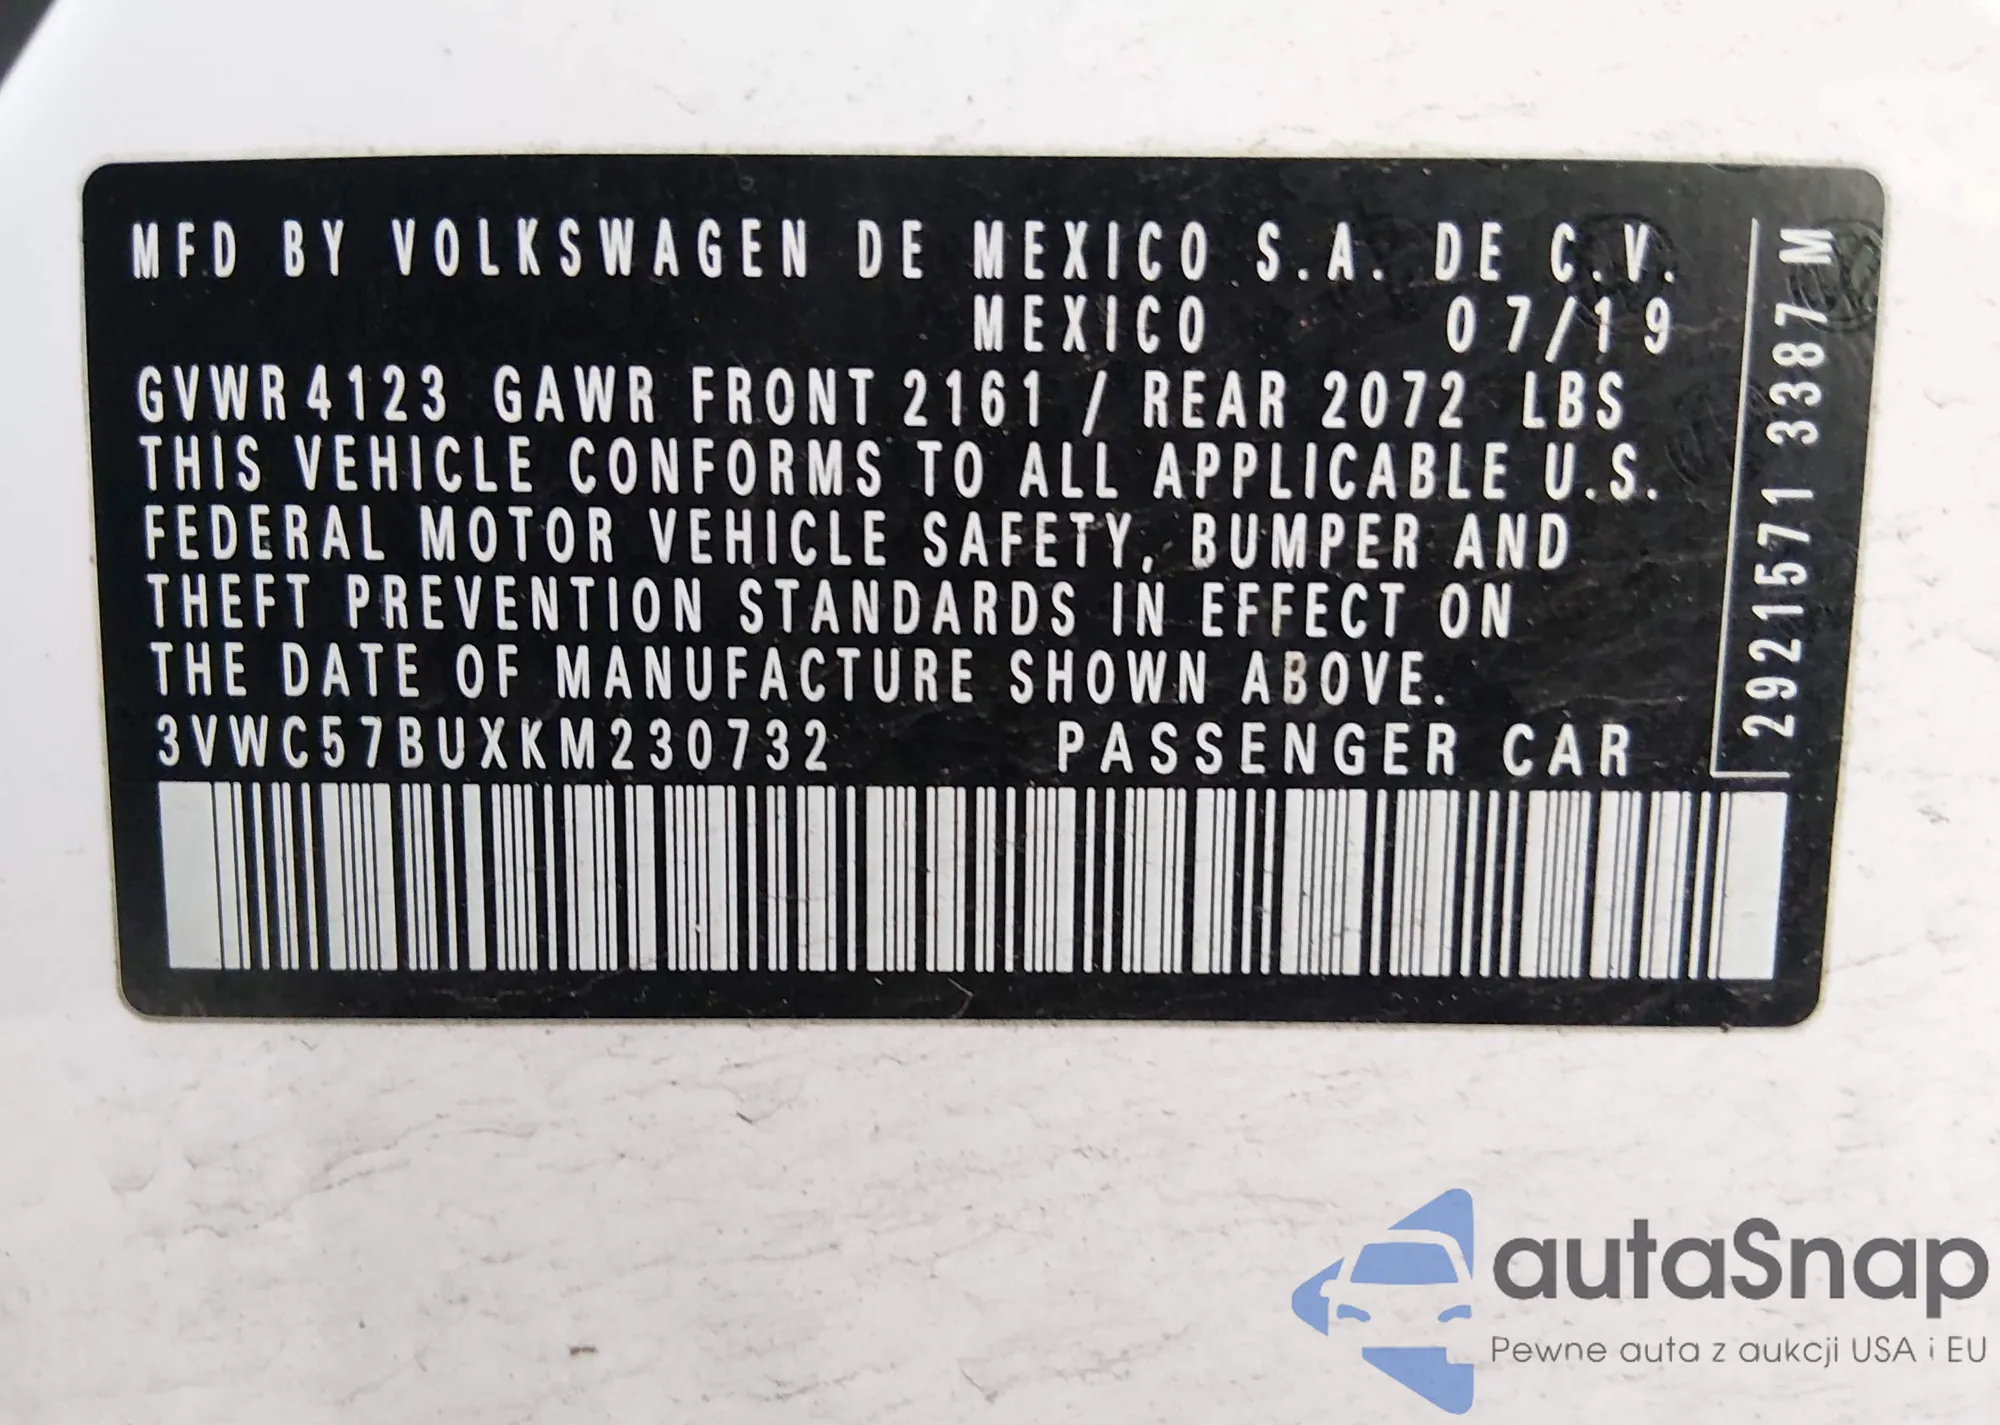 MFD BY VOLKSWAGEN DE MEXICO S.A. DE C.V.
MEXICO 07/19
GVWR 4123 GAWR FRONT 2161 / REAR 2072 LBS
THIS VEHICLE CONFORMS TO ALL APPLICABLE U.S.
FEDERAL MOTOR VEHICLE SAFETY, BUMPER AND
THEFT PREVENTION STANDARDS IN EFFECT ON
THE DATE OF MANUFACTURE SHOWN ABOVE.
3VWC57BUXKM230732 PASSENGER CAR
2921571 3387 M
autaSnap
Pewne auta z aukcji USA i EU